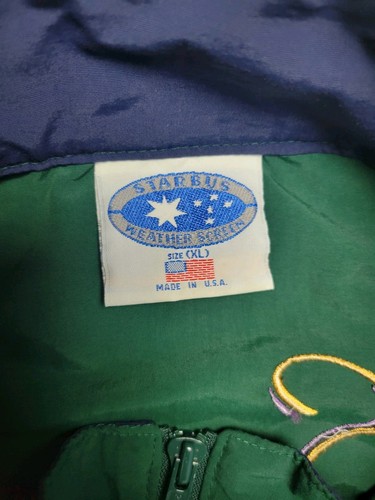 STARBUS
WEATHER SCREEN
SIZE (XL)
MADE IN U.S.A.